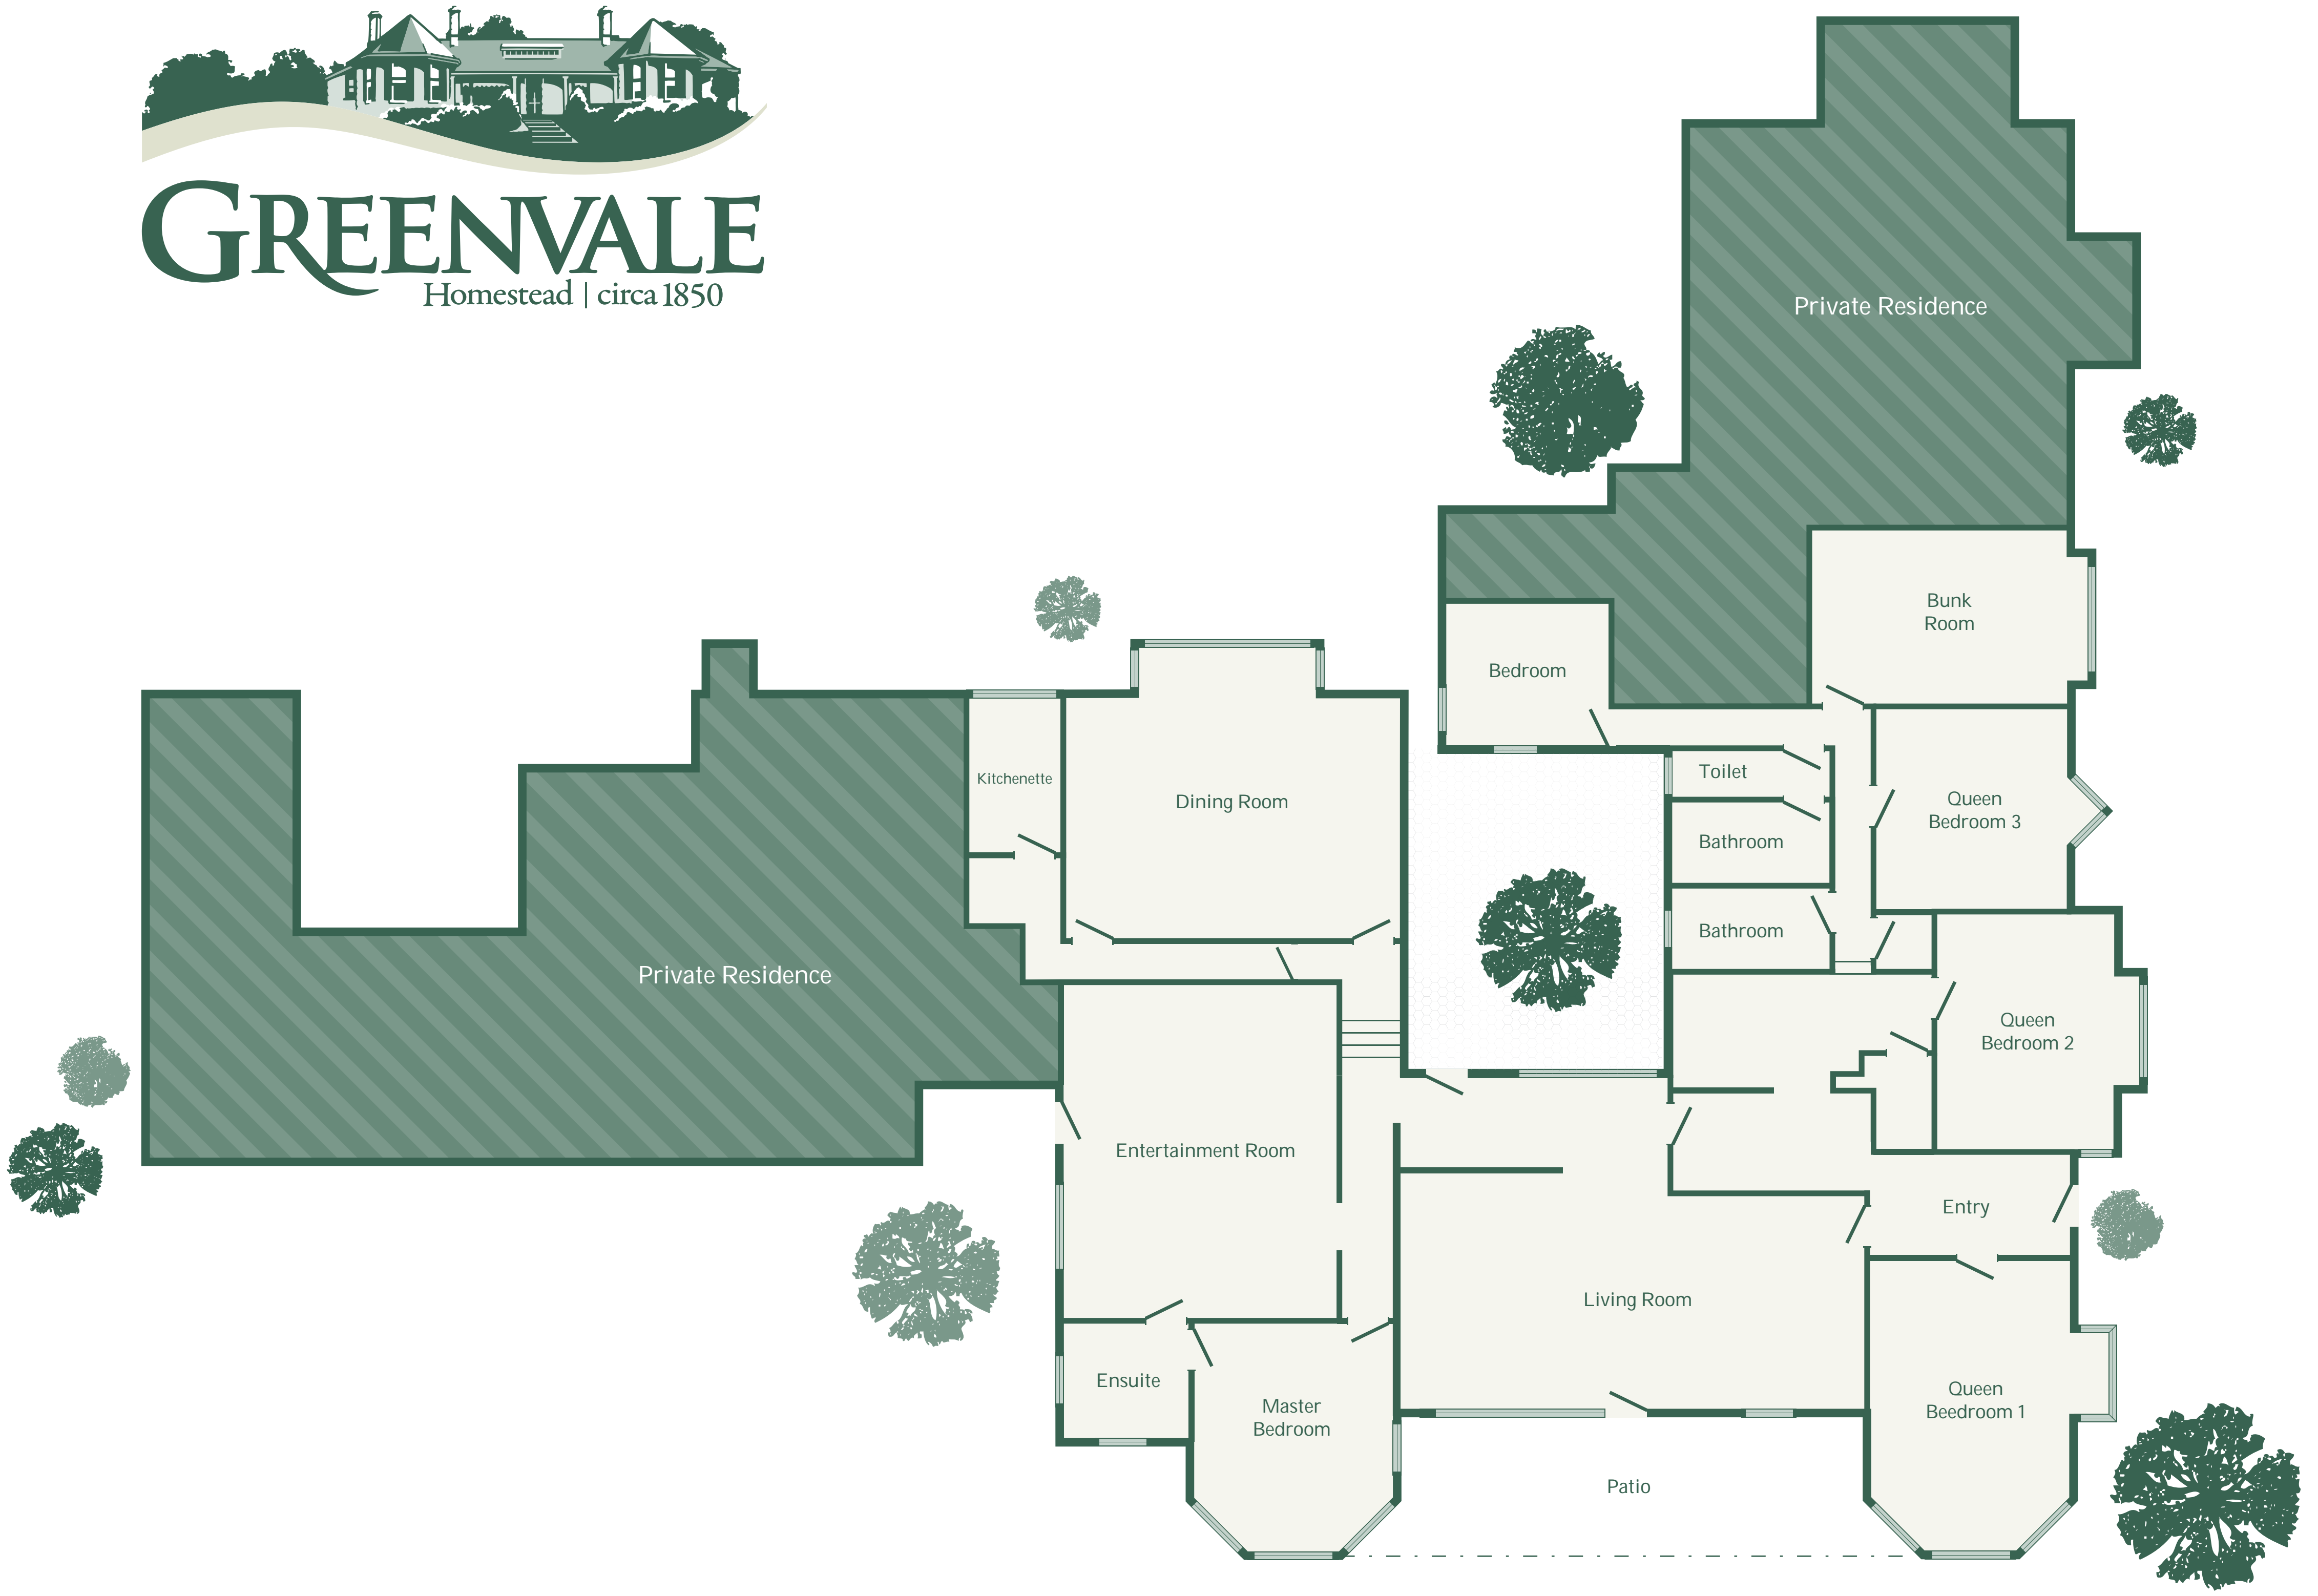 GREENVALE
Homestead | circa 1850
Private Residence
Bunk
Room
Bedroom
Toilet
Queen
Bedroom 3
Kitchenette
Dining Room
Bathroom
Bathroom
Private Residence
Queen
Bedroom 2
Entertainment Room
Entry
Living Room
Ensuite
Master
Bedroom
Queen
Beedroom 1
Patio